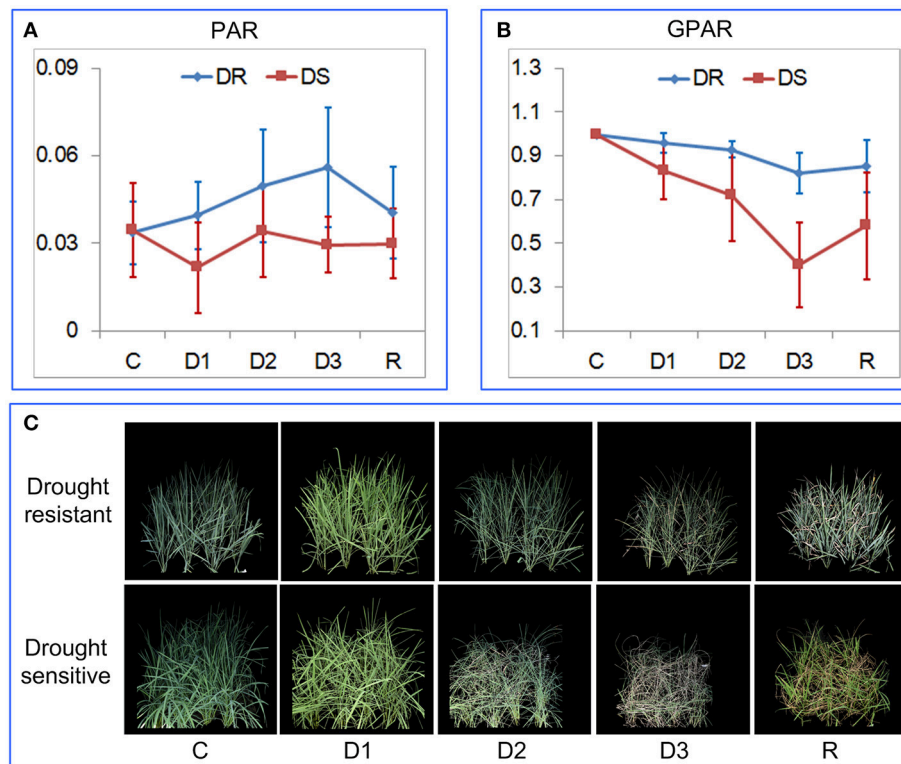 A
PAR
0.09
0.06
0.03
0
DR
DS
C D1 D2 D3 R
B
GPAR
1.3
1.1
0.9
0.7
0.5
0.3
0.1
DR
DS
C D1 D2 D3 R
C
Drought
resistant
Drought
sensitive
C D1 D2 D3 R